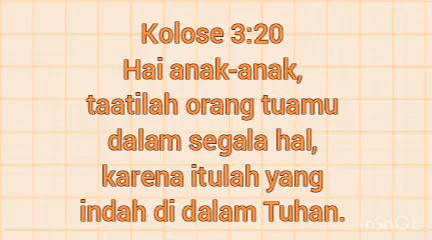 Kolose 3:20
Hai anak-anak,
taatilah orang tuamu
dalam segala hal,
karena itulah yang
indah di dalam Tuhan.
InShOt